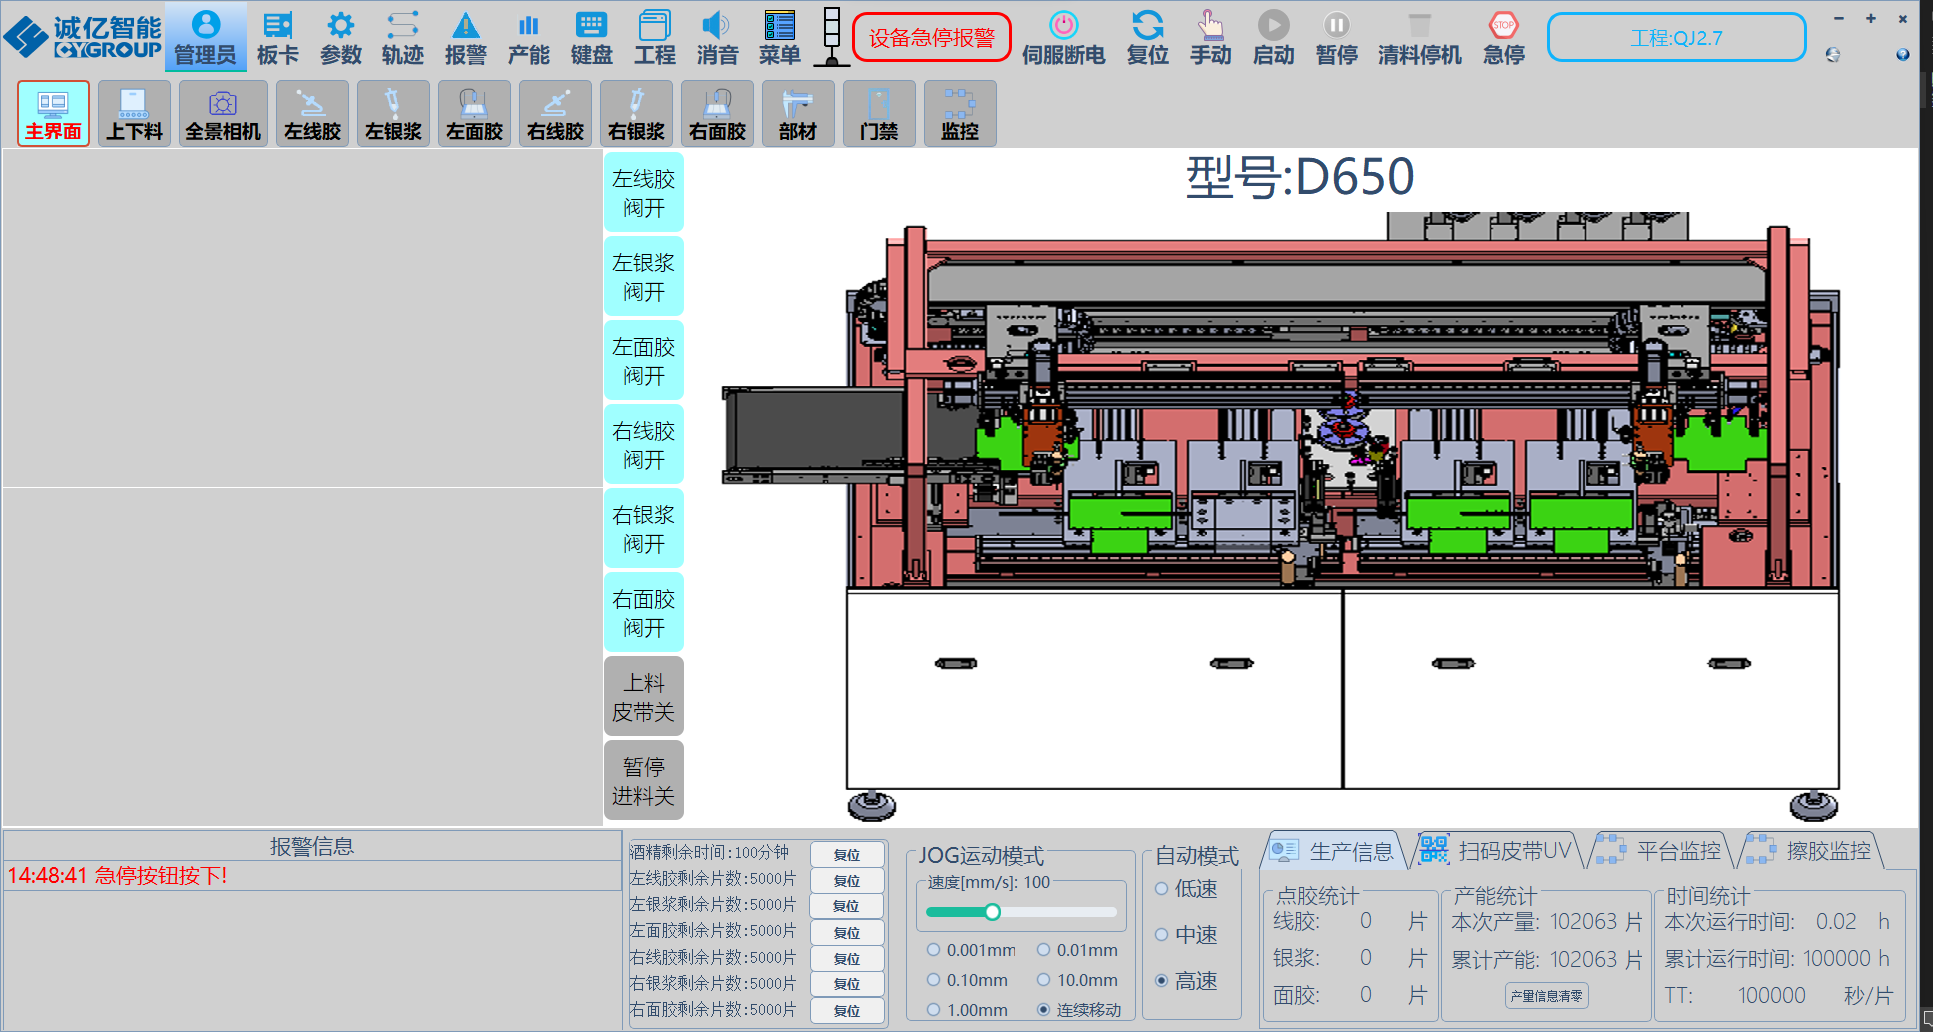 诚亿智能
CYGROUP
管理员
板卡
参数
轨迹
报警
产能
键盘
工程
消音
菜单
设备急停报警
伺服断电
复位
手动
启动
暂停
清料停机
STOP
急停
工程:QJ2.7
主界面
上下料
全景相机
左线胶
左银浆
左面胶
右线胶
右银浆
右面胶
部材
门禁
监控
型号:D650
左线胶
阀开
左银浆
阀开
左面胶
阀开
右线胶
阀开
右银浆
阀开
右面胶
阀开
上料
皮带关
暂停
进料关
报警信息
14:48:41 急停按钮按下!
酒精剩余时间:100分钟 复位
左线胶剩余片数:5000片 复位
左银浆剩余片数:5000片 复位
左面胶剩余片数:5000片 复位
右线胶剩余片数:5000片 复位
右银浆剩余片数:5000片 复位
右面胶剩余片数:5000片 复位
JOG运动模式
速度[mm/s]: 100
0.001mm 0.01mm
0.10mm 10.0mm
1.00mm 连续移动
自动模式
低速
中速
高速
生产信息
扫码皮带UV
平台监控
擦胶监控
点胶统计
线胶: 0 片
银浆: 0 片
面胶: 0 片
产能统计
本次产量: 102063 片
累计产能: 102063 片
产量信息清零
时间统计
本次运行时间: 0.02 h
累计运行时间: 100000 h
TT: 100000 秒/片